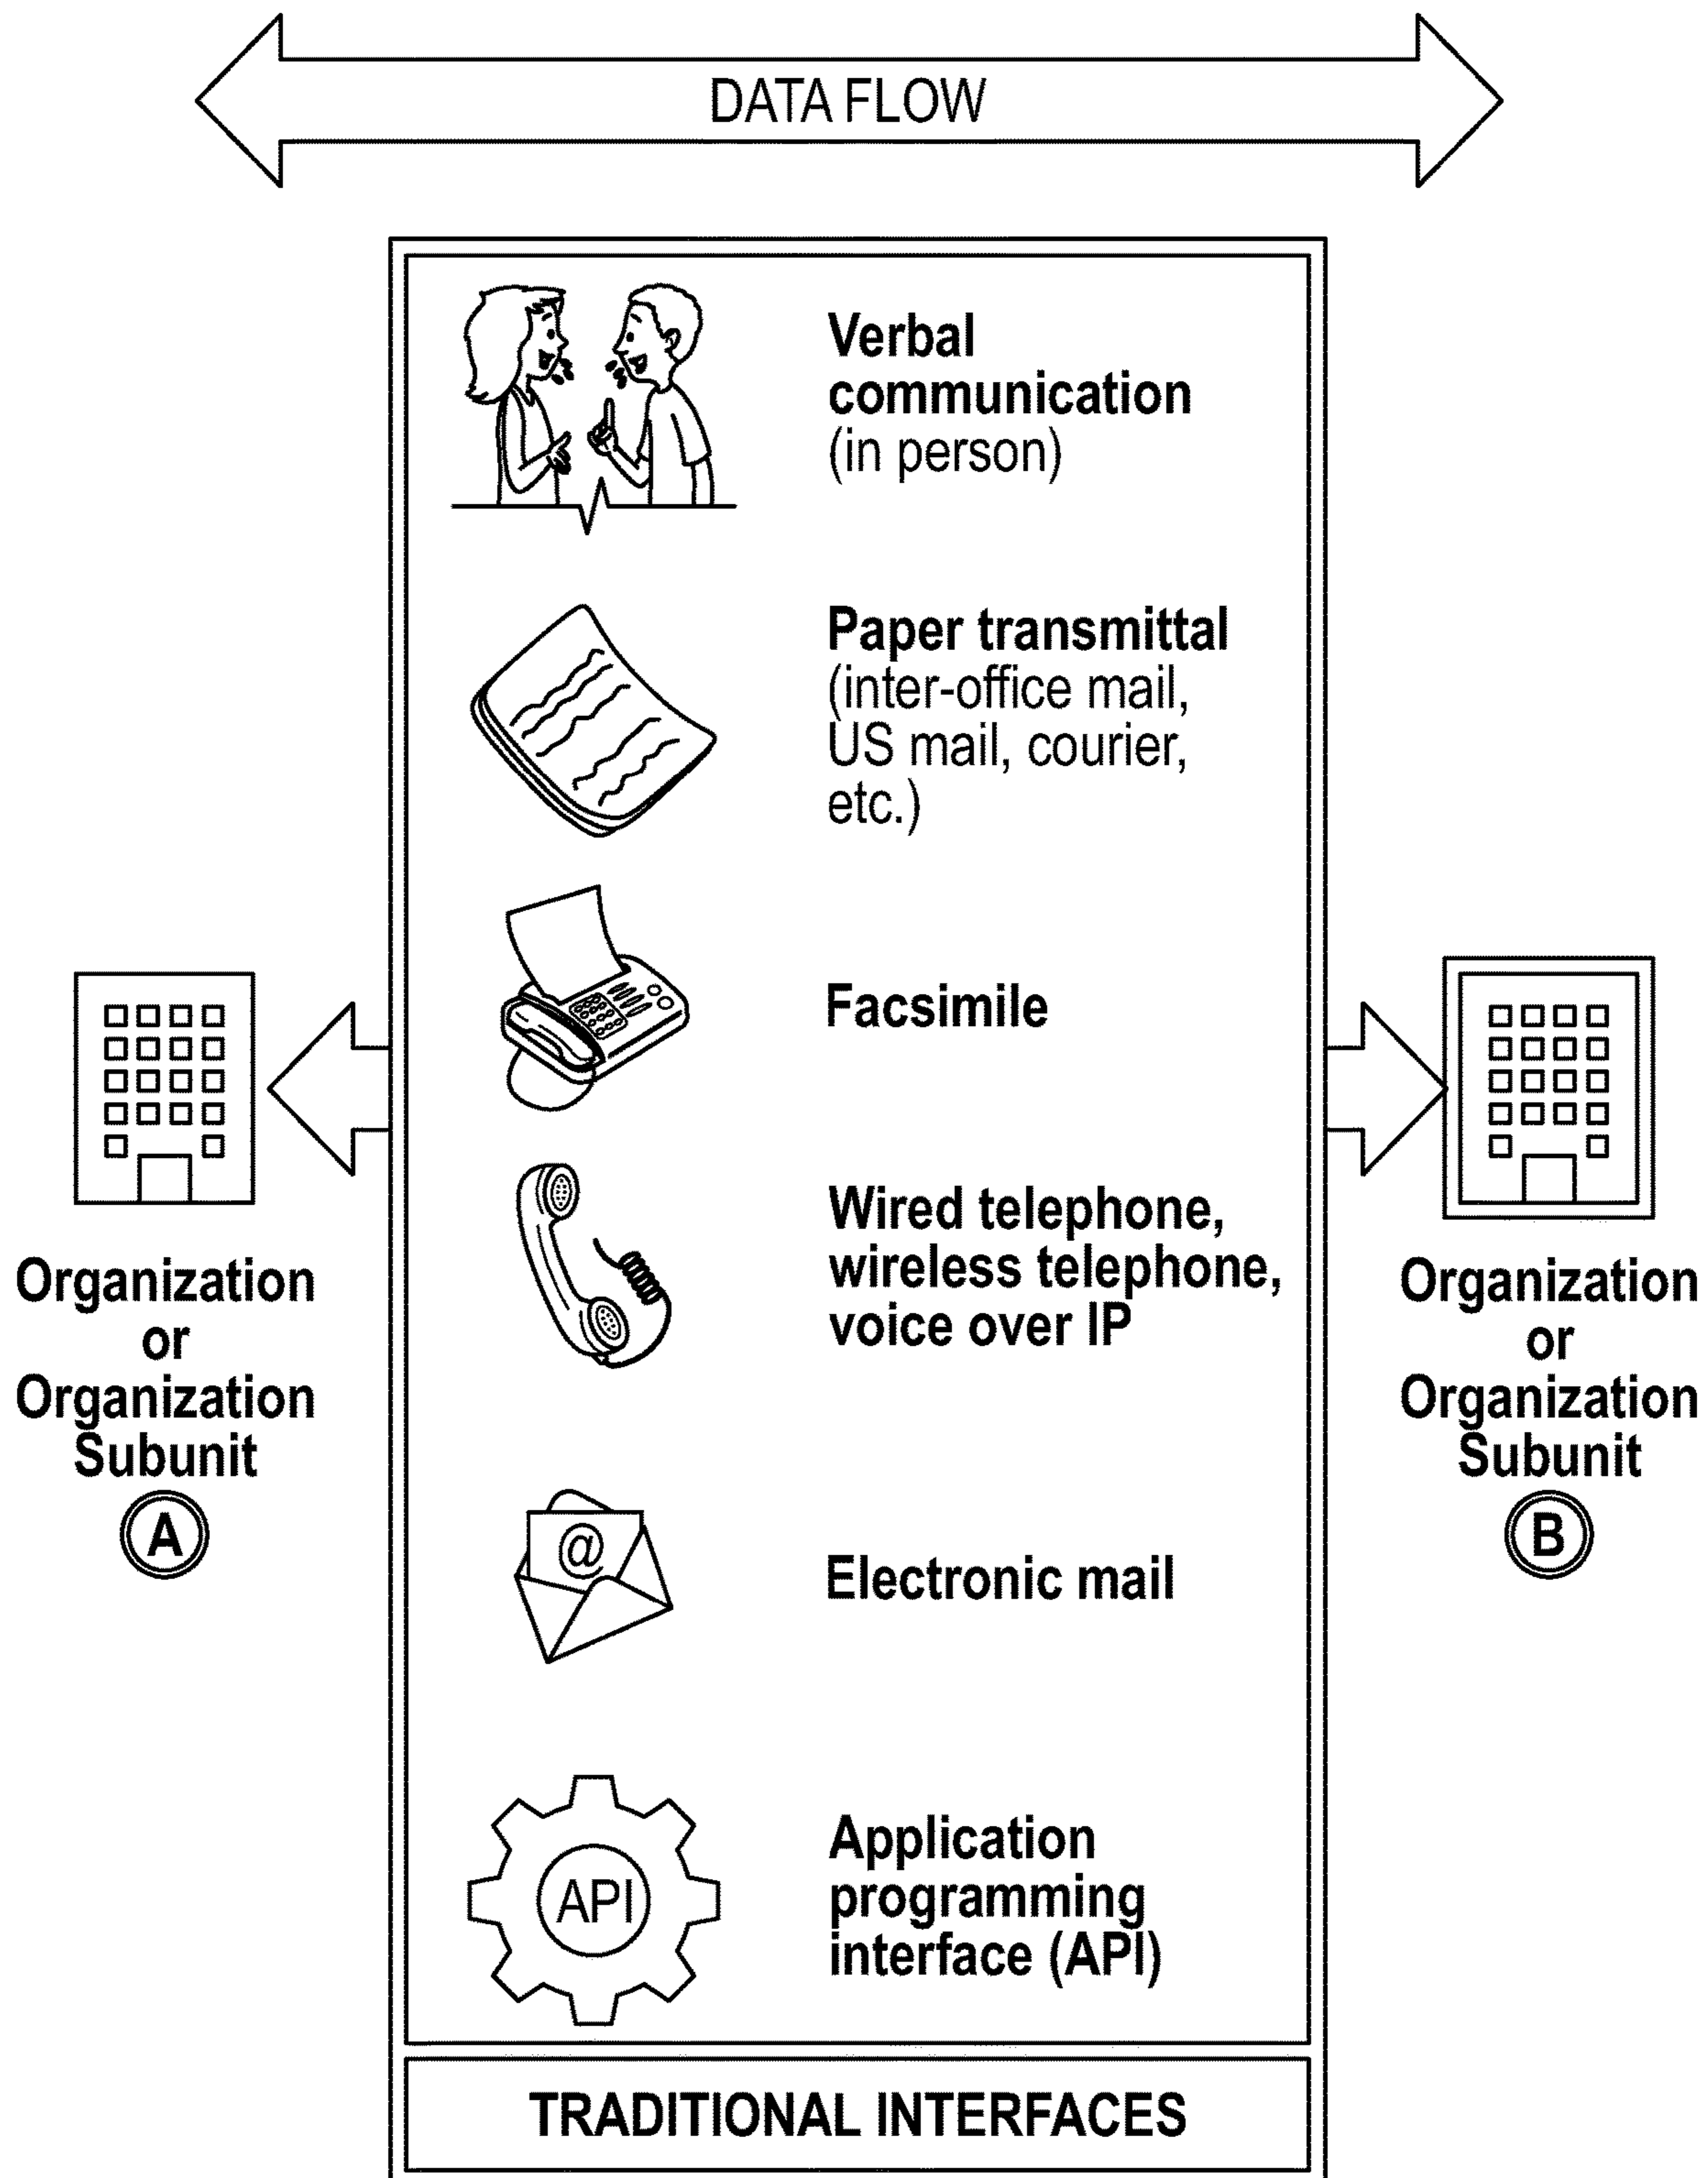 DATA FLOW
Verbal
communication
(in person)
Paper transmittal
(inter-office mail,
US mail, courier,
etc.)
Facsimile
Wired telephone,
wireless telephone,
voice over IP
@
Electronic mail
API
Application
programming
interface (API)
TRADITIONAL INTERFACES
Organization
or
Organization
Subunit
A
Organization
or
Organization
Subunit
B